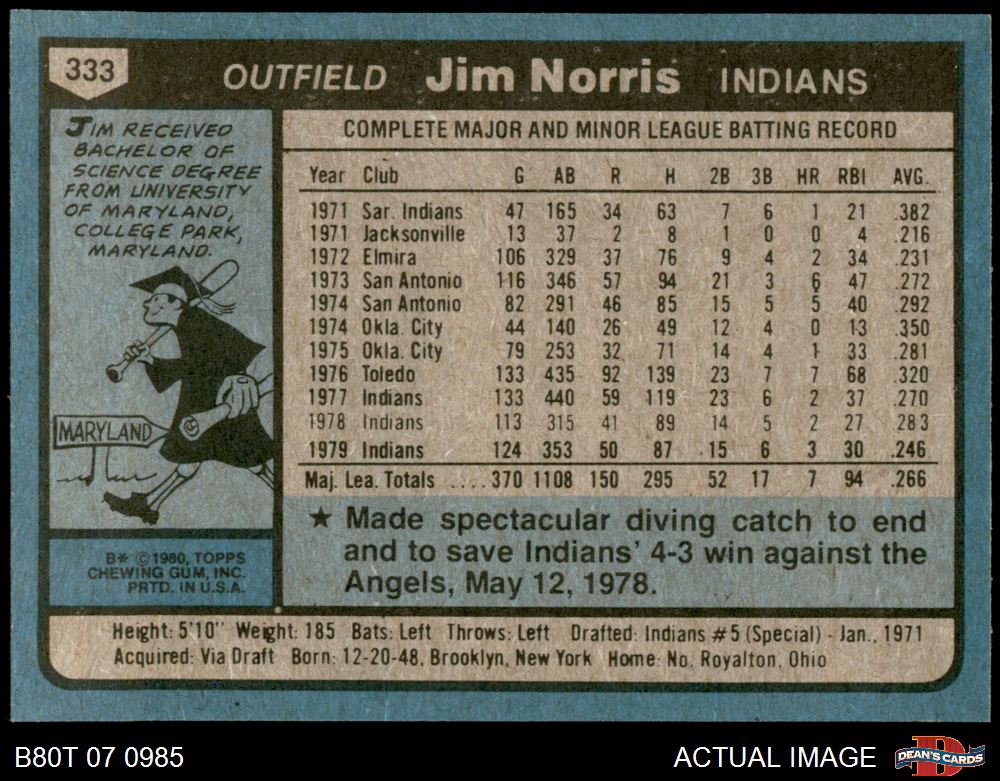 333
OUTFIELD Jim Norris INDIANS
JIM RECEIVED
BACHELOR OF
SCIENCE DEGREE
FROM UNIVERSITY
OF MARYLAND,
COLLEGE PARK,
MARYLAND.
MARYLAND
B* © 1980, TOPPS
CHEWING GUM, INC.
PRTD. IN U.S.A.
COMPLETE MAJOR AND MINOR LEAGUE BATTING RECORD
Year Club G AB R H 2B 3B HR RBI AVG.
1971 Sar. Indians 47 165 34 63 7 6 1 21 .382
1971 Jacksonville 13 37 2 8 1 0 0 4 .216
1972 Elmira 106 329 37 76 9 4 2 34 .231
1973 San Antonio 116 346 57 94 21 3 6 47 .272
1974 San Antonio 82 291 46 85 15 5 5 40 .292
1974 Okla. City 44 140 26 49 12 4 0 13 .350
1975 Okla. City 79 253 32 71 14 4 1 33 .281
1976 Toledo 133 435 92 139 23 7 7 68 .320
1977 Indians 133 440 59 119 23 6 2 37 .270
1978 Indians 113 315 41 89 14 5 2 27 .283
1979 Indians 124 353 50 87 15 6 3 30 .246
Maj. Lea. Totals .... 370 1108 150 295 52 17 7 94 .266
★ Made spectacular diving catch to end
and to save Indians' 4-3 win against the
Angels, May 12, 1978.
Height: 5'10" Weight: 185 Bats: Left Throws: Left Drafted: Indians #5 (Special) - Jan., 1971
Acquired: Via Draft Born: 12-20-48, Brooklyn, New York Home: No. Royalton, Ohio
B80T 07 0985
ACTUAL IMAGE
D
DEAN'S CARDS